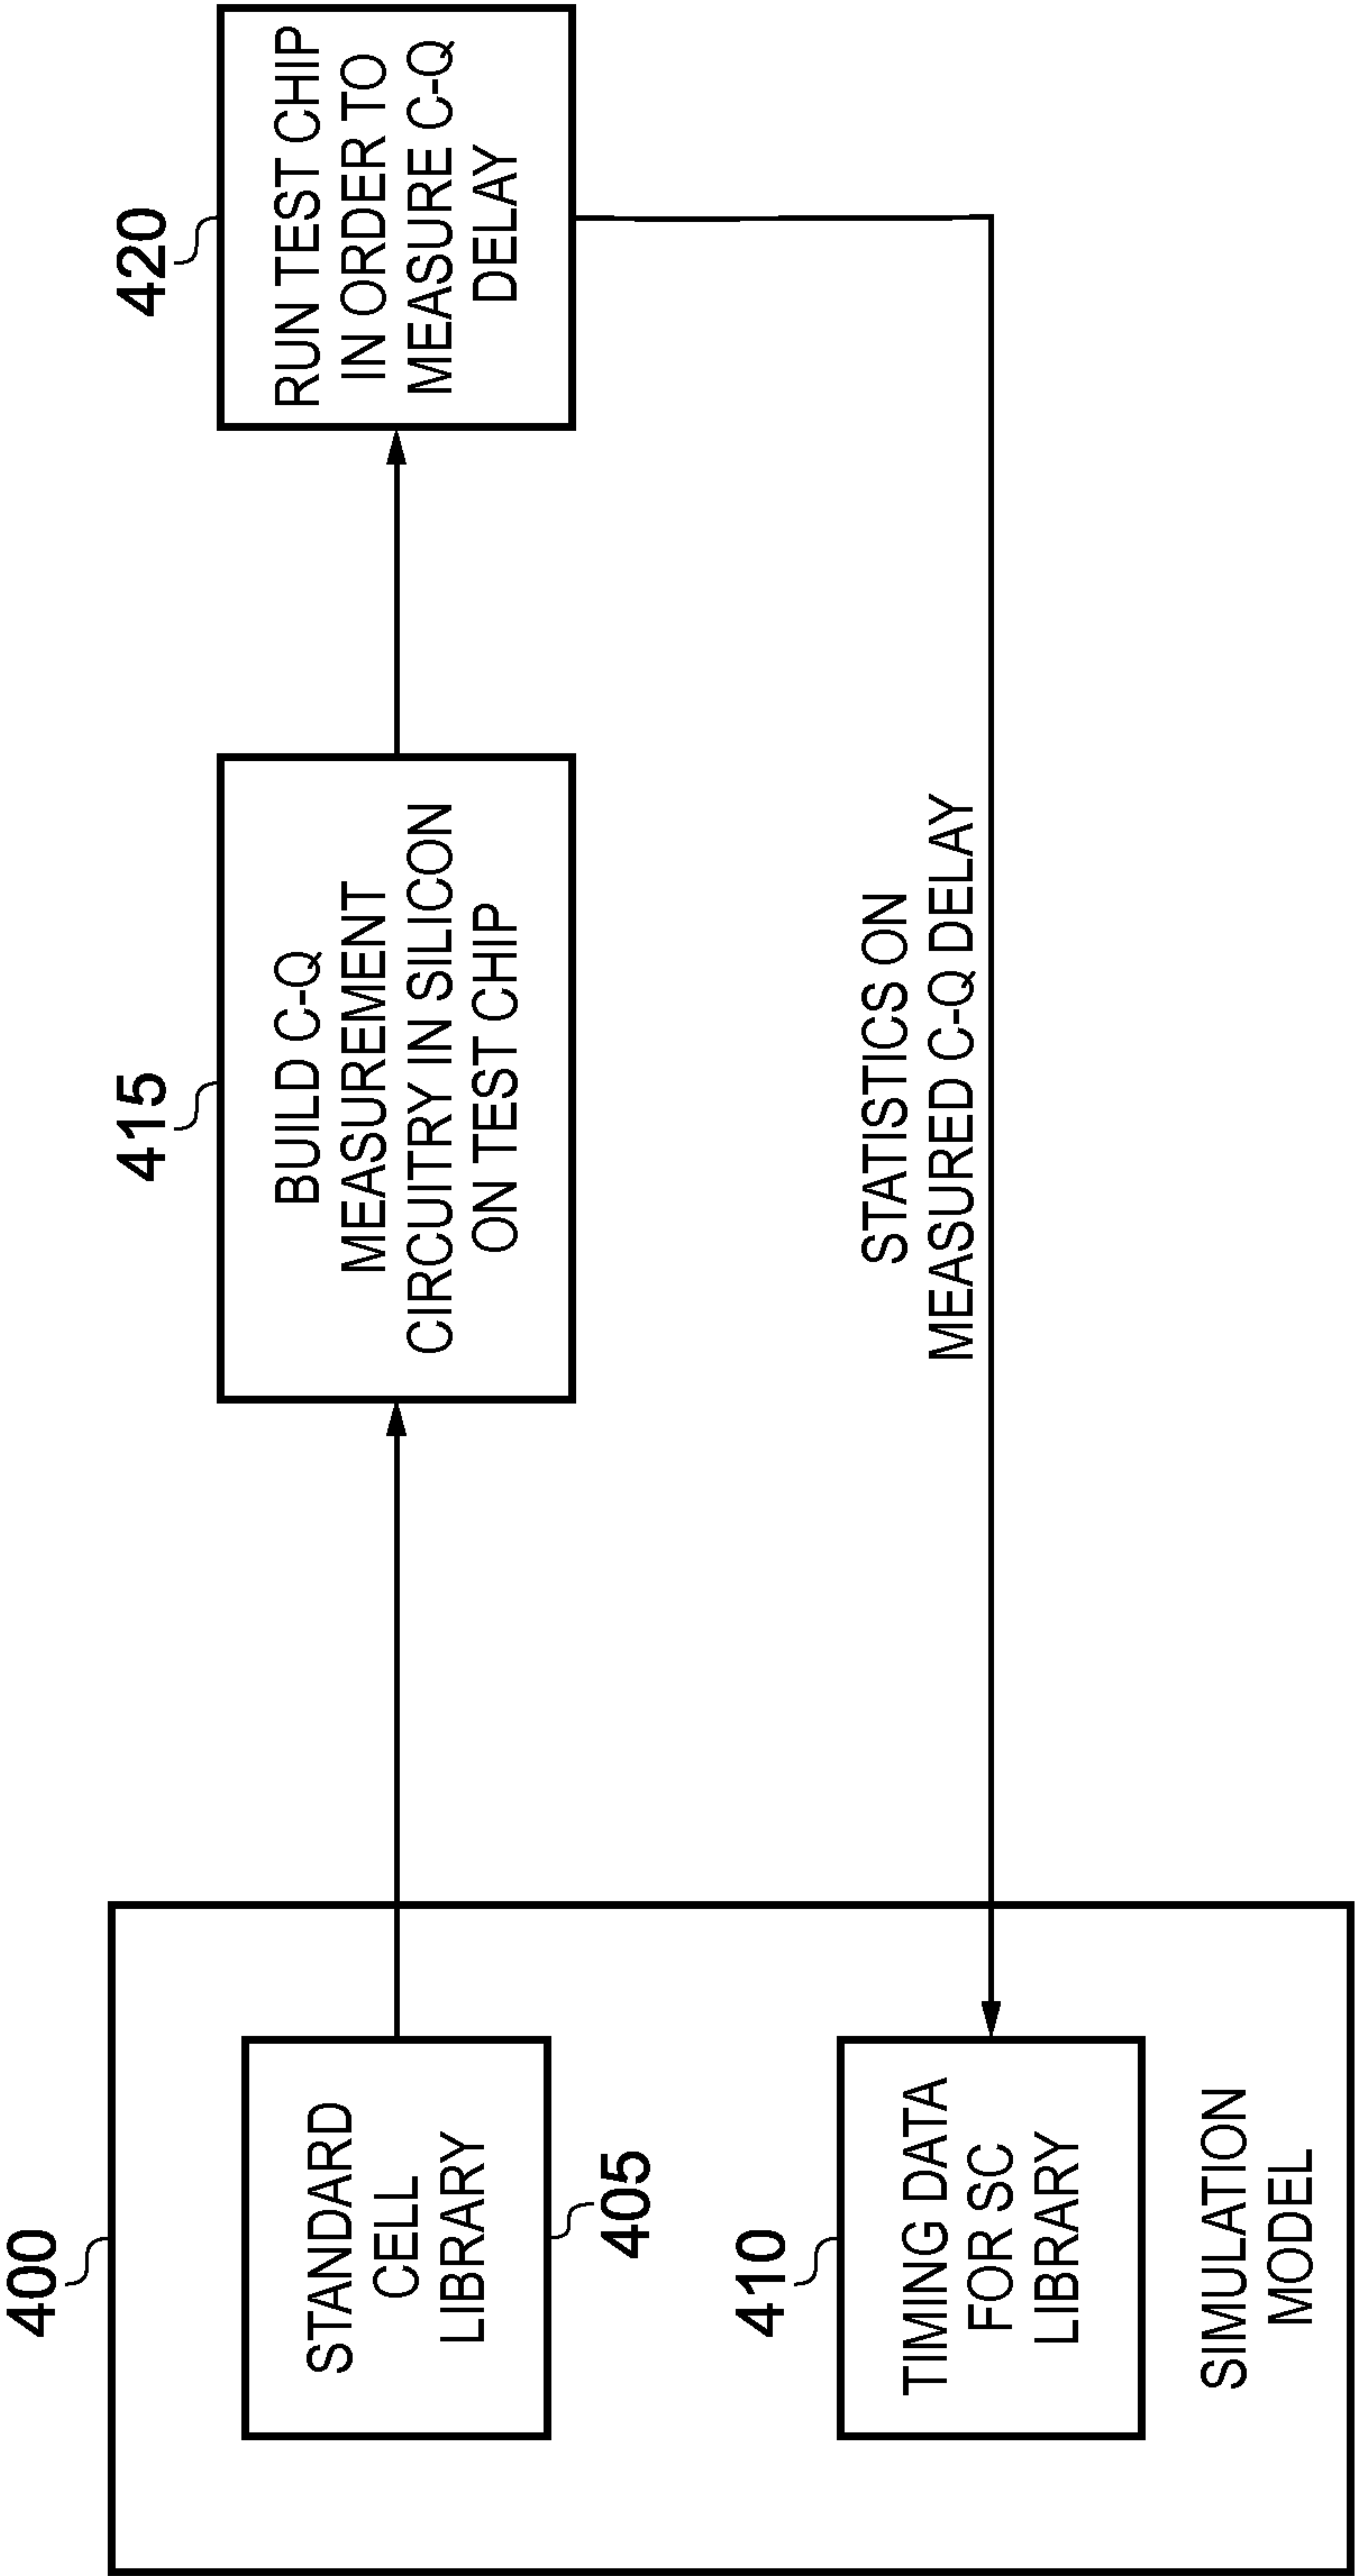 400
STANDARD
CELL
LIBRARY
405
410
TIMING DATA
FOR SC
LIBRARY
SIMULATION
MODEL
415
BUILD C-Q
MEASUREMENT
CIRCUITRY IN SILICON
ON TEST CHIP
420
RUN TEST CHIP
IN ORDER TO
MEASURE C-Q
DELAY
STATISTICS ON
MEASURED C-Q DELAY